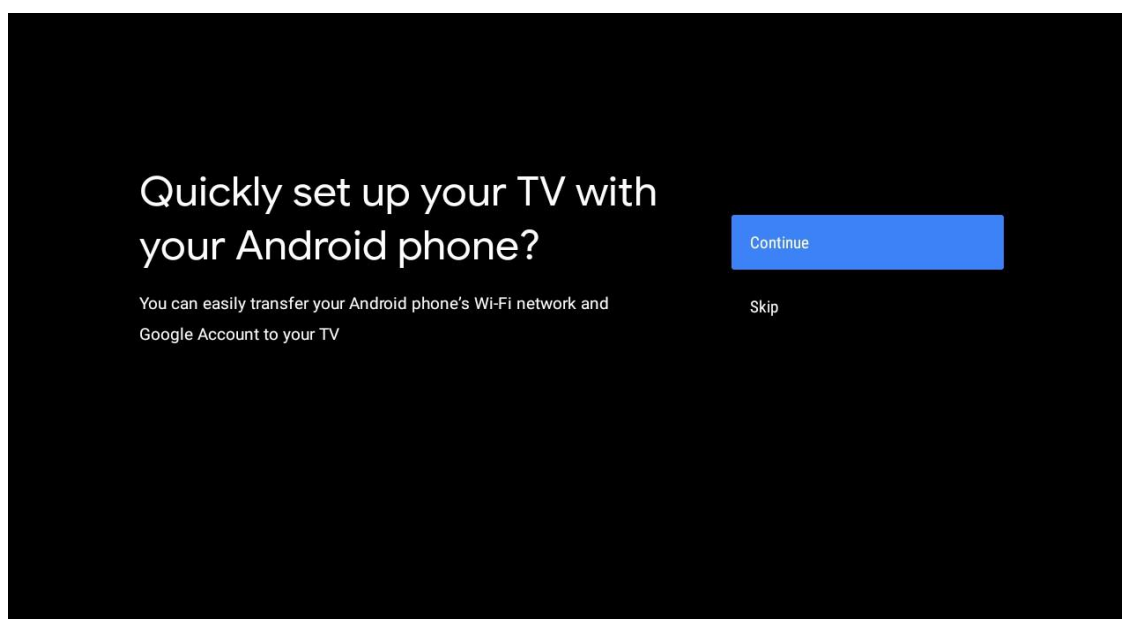 Quickly set up your TV with
your Android phone?
You can easily transfer your Android phone’s Wi-Fi network and
Google Account to your TV
Continue
Skip